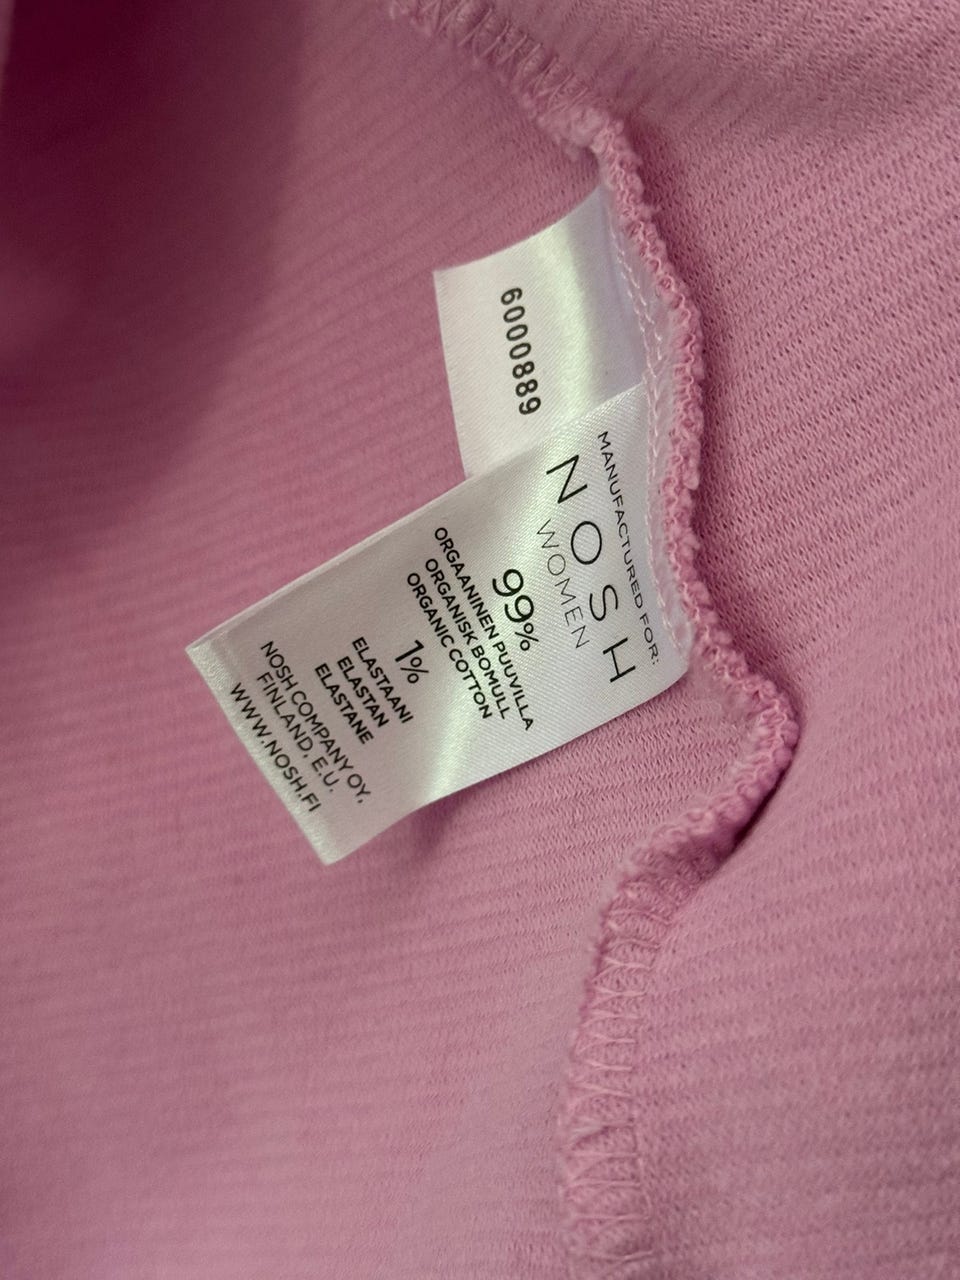 6000889
MANUFACTURED FOR:
NOSH
WOMEN
99%
ORGAANINEN PUUVILLA
ORGANISK BOMULL
ORGANIC COTTON
1%
ELASTAANI
ELASTAN
ELASTANE
NOSH COMPANY OY,
FINLAND, E.U.
WWW.NOSH.FI